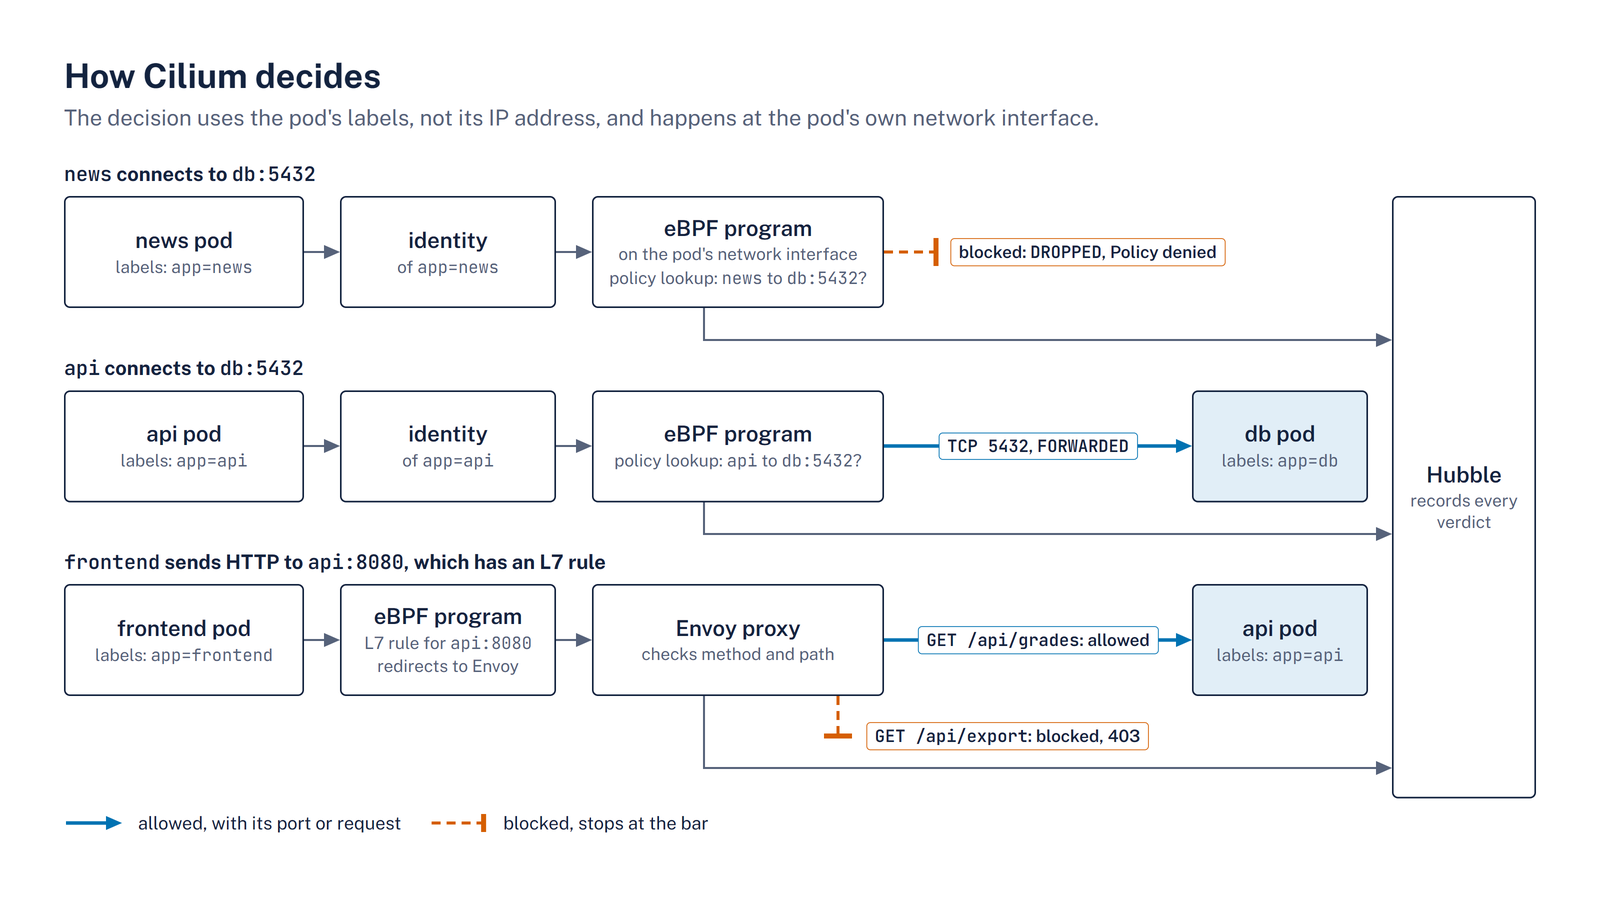 How Cilium decides
The decision uses the pod's labels, not its IP address, and happens at the pod's own network interface.
news connects to db:5432
news pod
labels: app=news
identity
of app=news
eBPF program
on the pod's network interface
policy lookup: news to db:5432?
blocked: DROPPED, Policy denied
api connects to db:5432
api pod
labels: app=api
identity
of app=api
eBPF program
policy lookup: api to db:5432?
TCP 5432, FORWARDED
db pod
labels: app=db
Hubble
records every
verdict
frontend sends HTTP to api:8080, which has an L7 rule
frontend pod
labels: app=frontend
eBPF program
L7 rule for api:8080
redirects to Envoy
Envoy proxy
checks method and path
GET /api/grades: allowed
api pod
labels: app=api
GET /api/export: blocked, 403
allowed, with its port or request
blocked, stops at the bar